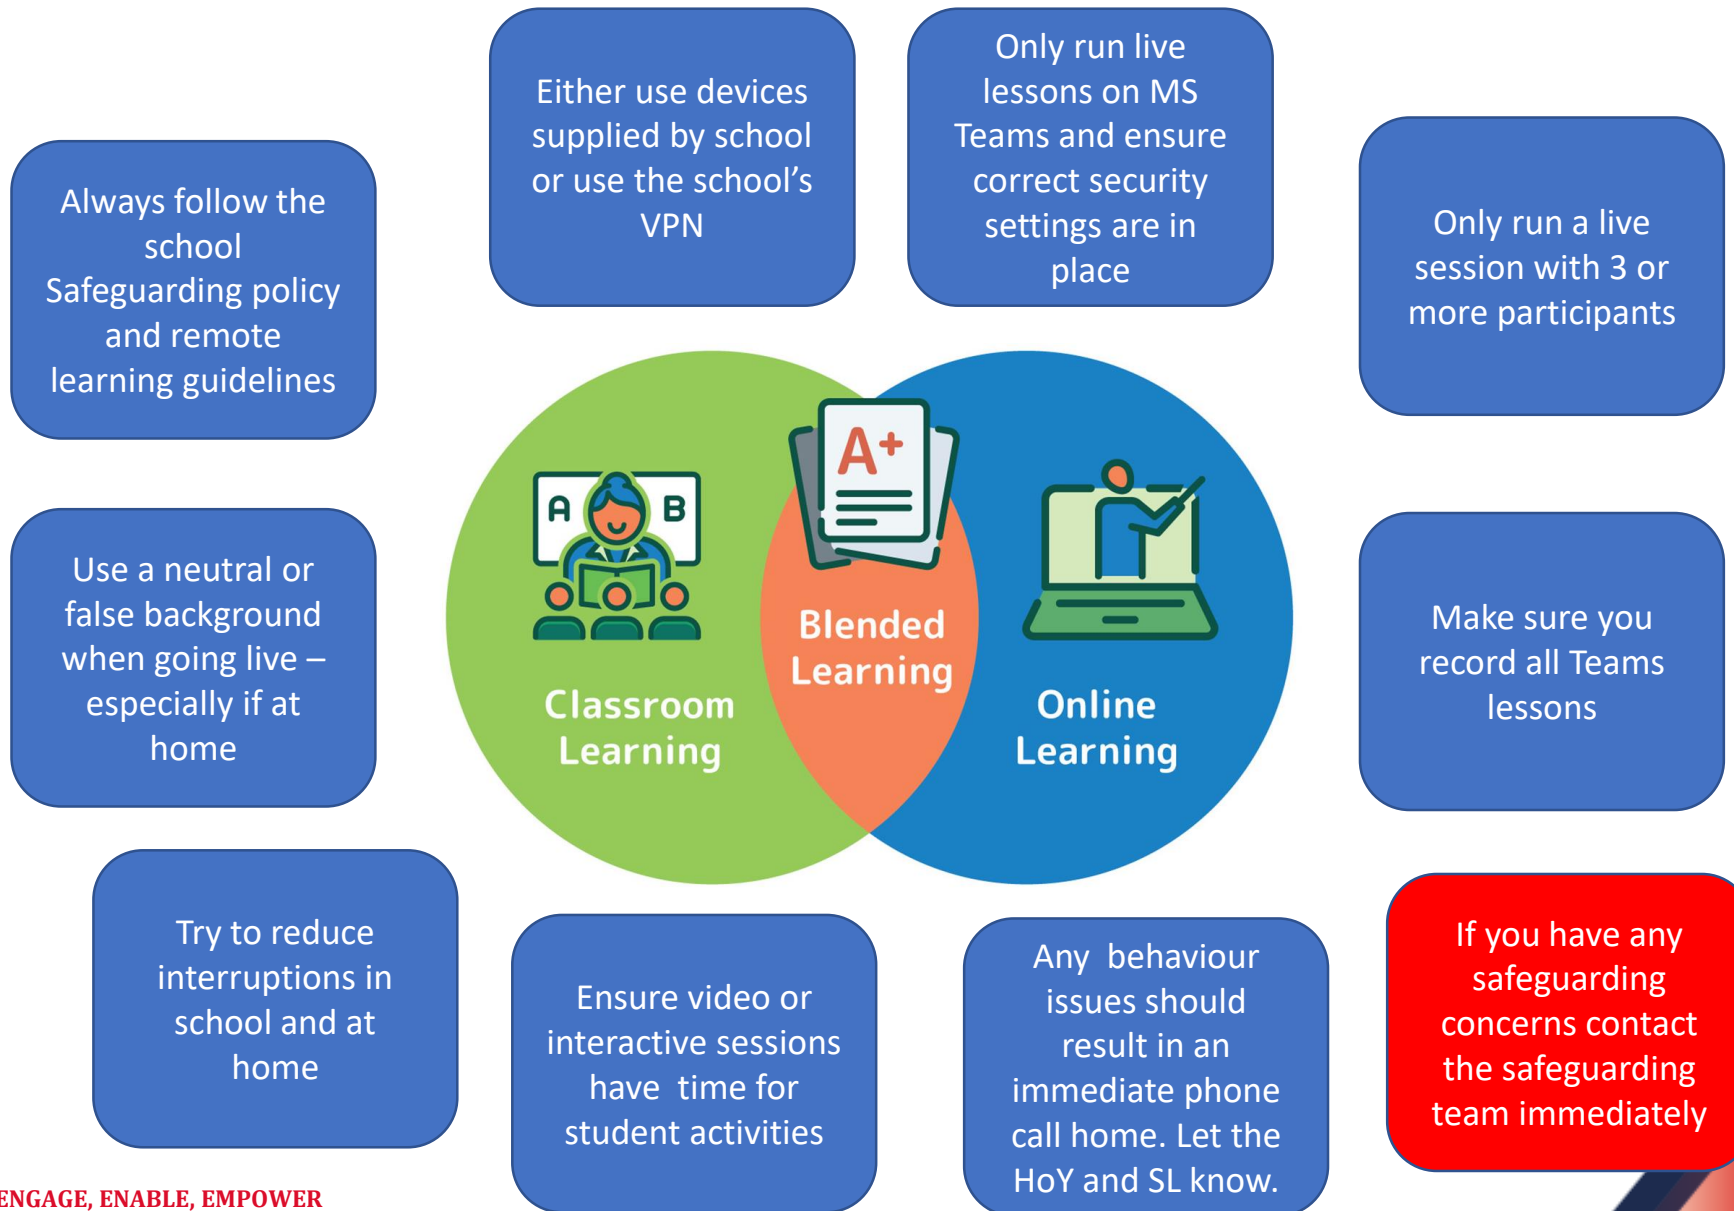 Either use devices
supplied by school
or use the school's
VPN
Only run live
lessons on MS
Teams and ensure
correct security
settings are in
place
Always follow the
school
Safeguarding policy
and remote
learning guidelines
Only run a live
session with 3 or
more participants
A B
A+
Blended
Learning
Classroom
Learning
Online
Learning
Use a neutral or
false background
when going live –
especially if at
home
Make sure you
record all Teams
lessons
Try to reduce
interruptions in
school and at
home
Ensure video or
interactive sessions
have time for
student activities
Any behaviour
issues should
result in an
immediate phone
call home. Let the
HoY and SL know.
If you have any
safeguarding
concerns contact
the safeguarding
team immediately
ENGAGE, ENABLE, EMPOWER